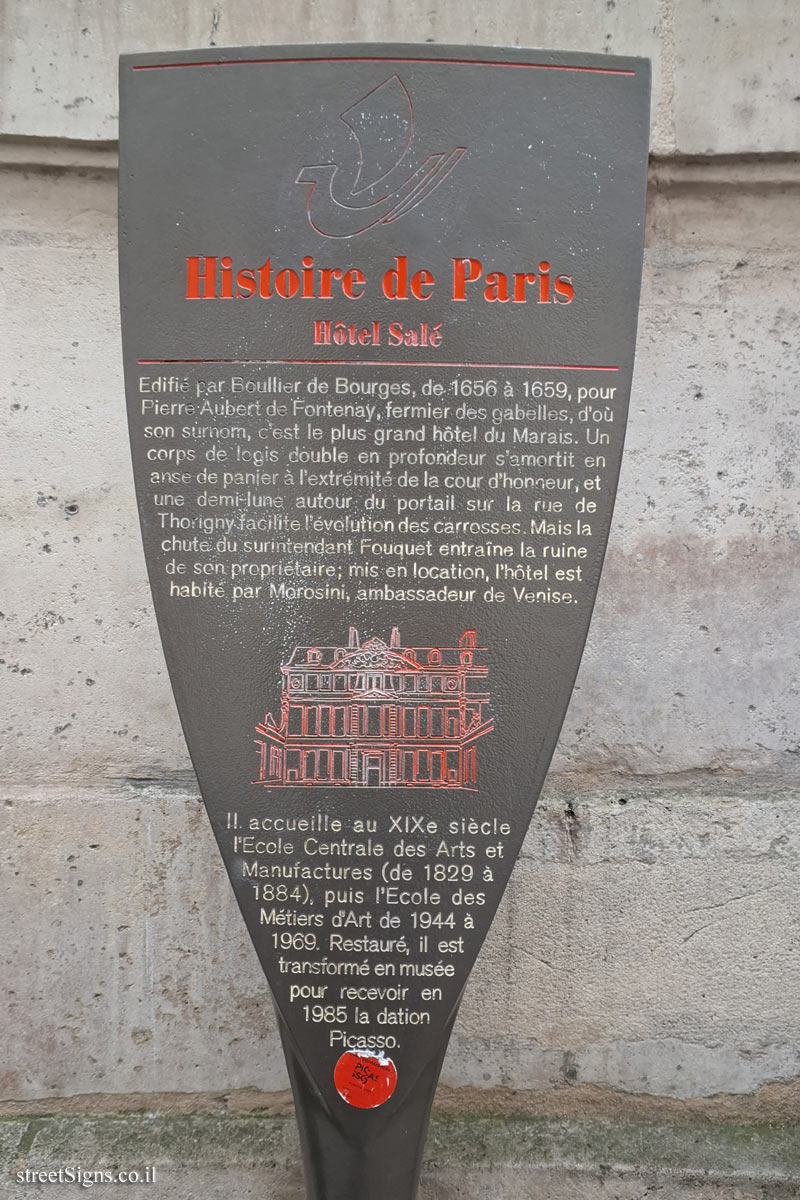 Histoire de Paris
Hôtel Salé
Edifié par Boullier de Bourges, de 1656 à 1659, pour
Pierre Aubert de Fontenay, fermier des gabelles, d'où
son surnom, c'est le plus grand hôtel du Marais. Un
corps de logis double en profondeur s'amortit en
anse de panier à l'extrémité de la cour d'honneur, et
une demi-lune autour du portail sur la rue de
Thorigny facilite l'évolution des carrosses. Mais la
chute du surintendant Fouquet entraîne la ruine
de son propriétaire; mis en location, l'hôtel est
habité par Morosini, ambassadeur de Venise.
Il accueille au XIXe siècle
l'Ecole Centrale des Arts et
Manufactures (de 1829 à
1884), puis l'Ecole des
Métiers d'Art de 1944 à
1969. Restauré, il est
transformé en musée
pour recevoir en
1985 la dation
Picasso.
PIC-AS
streetSigns.co.il